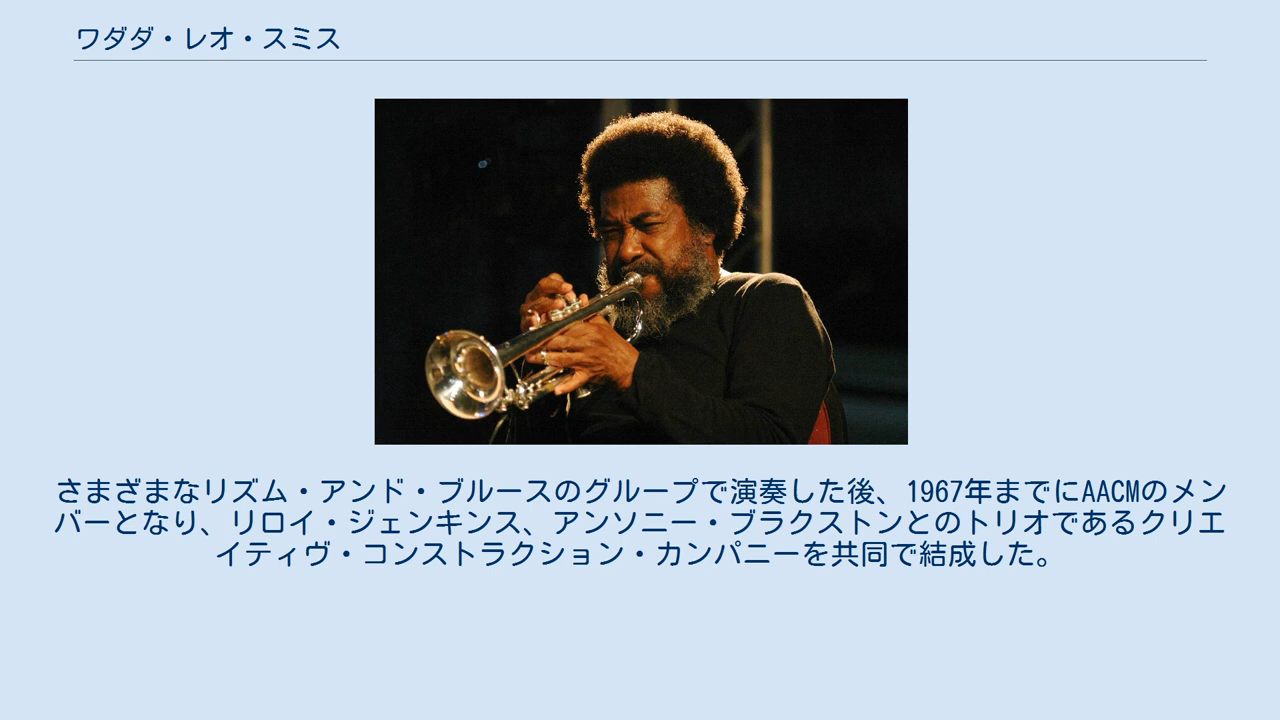 ワダダ・レオ・スミス
さまざまなリズム・アンド・ブルースのグループで演奏した後、1967年までにAACMのメン
バーとなり、リロイ・ジェンキンス、アンソニー・ブラクストンとのトリオであるクリエ
イティヴ・コンストラクション・カンパニーを共同で結成した。